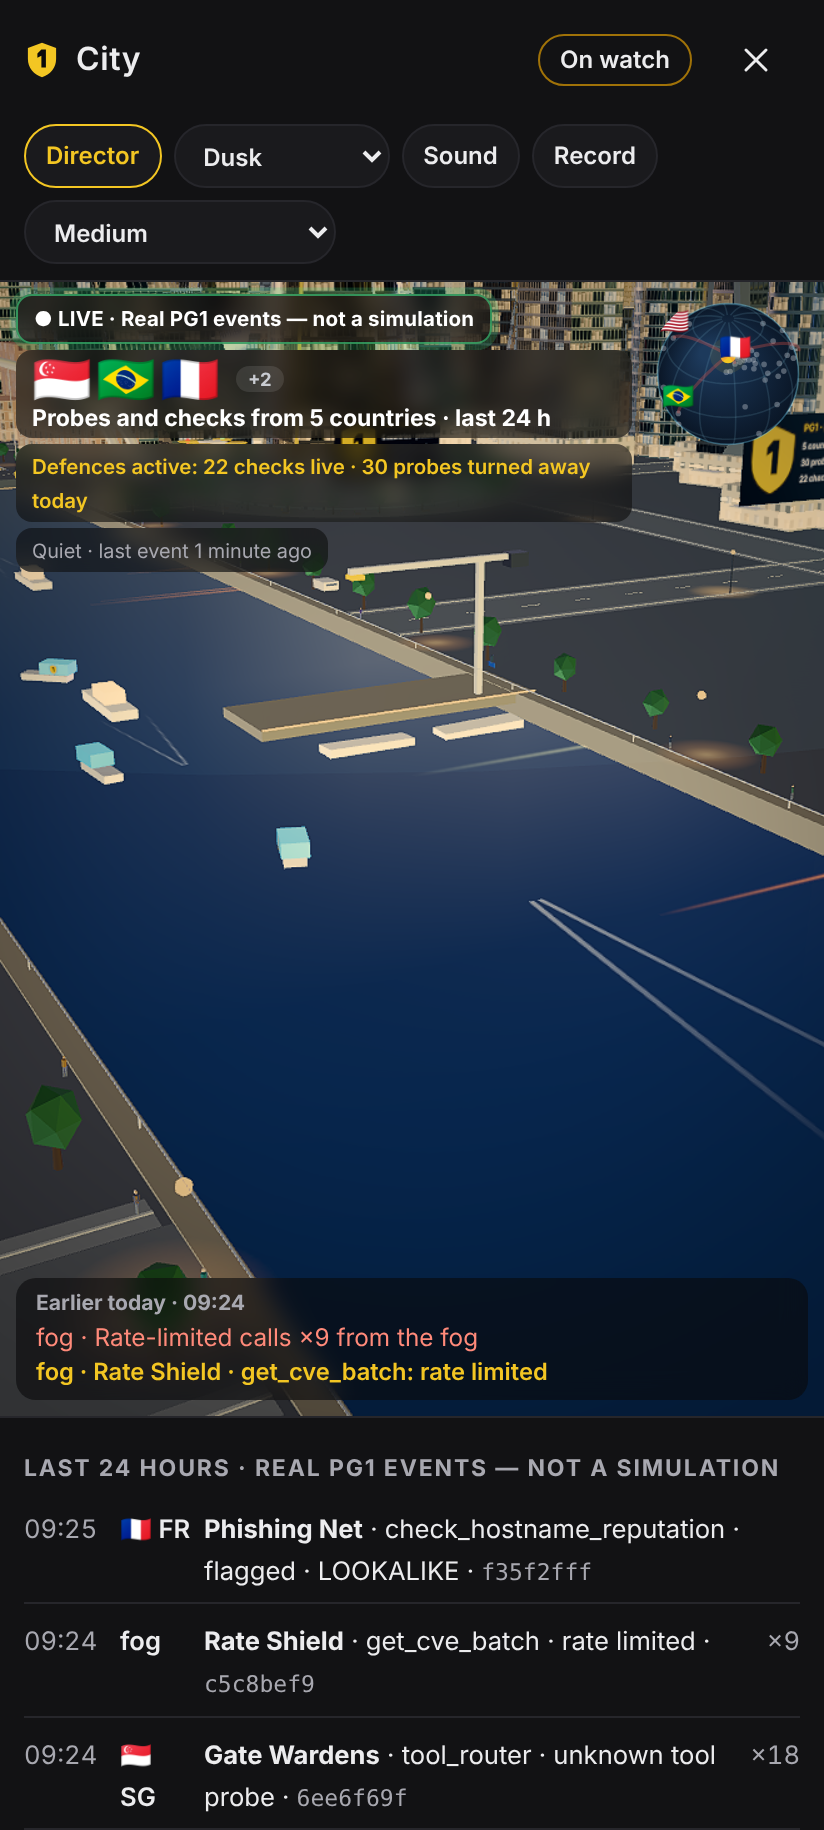 1 City
On watch
Director
Dusk
Sound
Record
Medium
LIVE · Real PG1 events — not a simulation
+2
Probes and checks from 5 countries · last 24 h
Defences active: 22 checks live · 30 probes turned away
today
Quiet · last event 1 minute ago
1
Earlier today · 09:24
fog · Rate-limited calls ×9 from the fog
fog · Rate Shield · get_cve_batch: rate limited
LAST 24 HOURS · REAL PG1 EVENTS — NOT A SIMULATION
09:25 FR Phishing Net · check_hostname_reputation ·
flagged · LOOKALIKE · f35f2fff
09:24 fog Rate Shield · get_cve_batch · rate limited · ×9
c5c8bef9
09:24 Gate Wardens · tool_router · unknown tool ×18
SG probe · 6ee6f69f